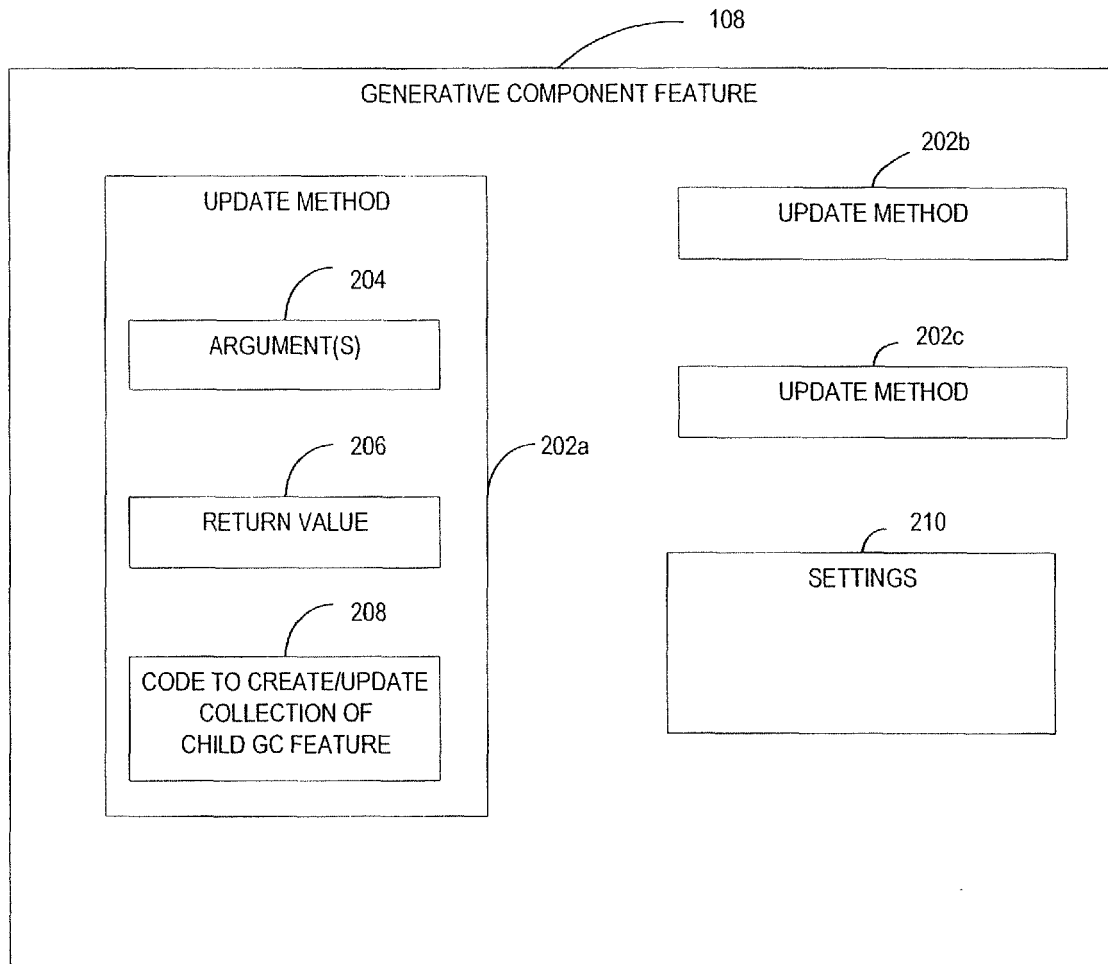 108
GENERATIVE COMPONENT FEATURE
202b
UPDATE METHOD
UPDATE METHOD
204
ARGUMENT(S)
202c
UPDATE METHOD
206
202a
RETURN VALUE
210
SETTINGS
208
CODE TO CREATE/UPDATE
COLLECTION OF
CHILD GC FEATURE